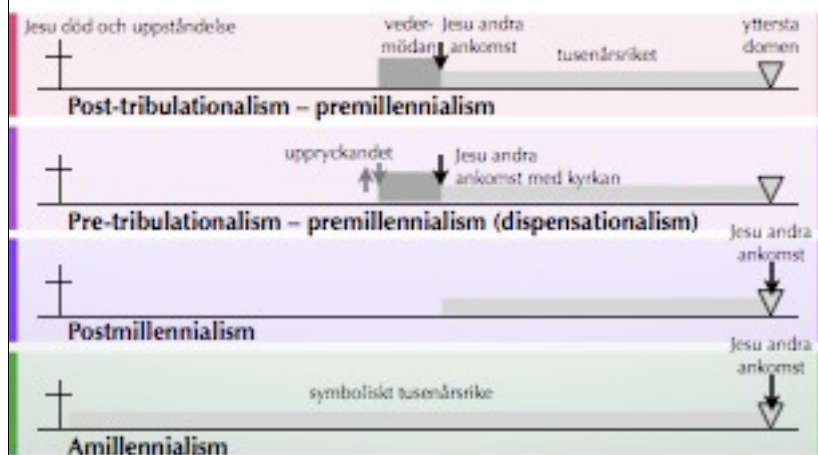 Jesu död och uppståndelse
veder-
mödan
Jesu andra
ankomst
tusenårsriket
yttersta
domen
Post-tribulationalism – premillennialism
uppryckandet
Jesu andra
ankomst med kyrkan
Pre-tribulationalism – premillennialism (dispensationalism)
Jesu andra
ankomst
Postmillennialism
Jesu andra
ankomst
symboliskt tusenårsrike
Amillennialism